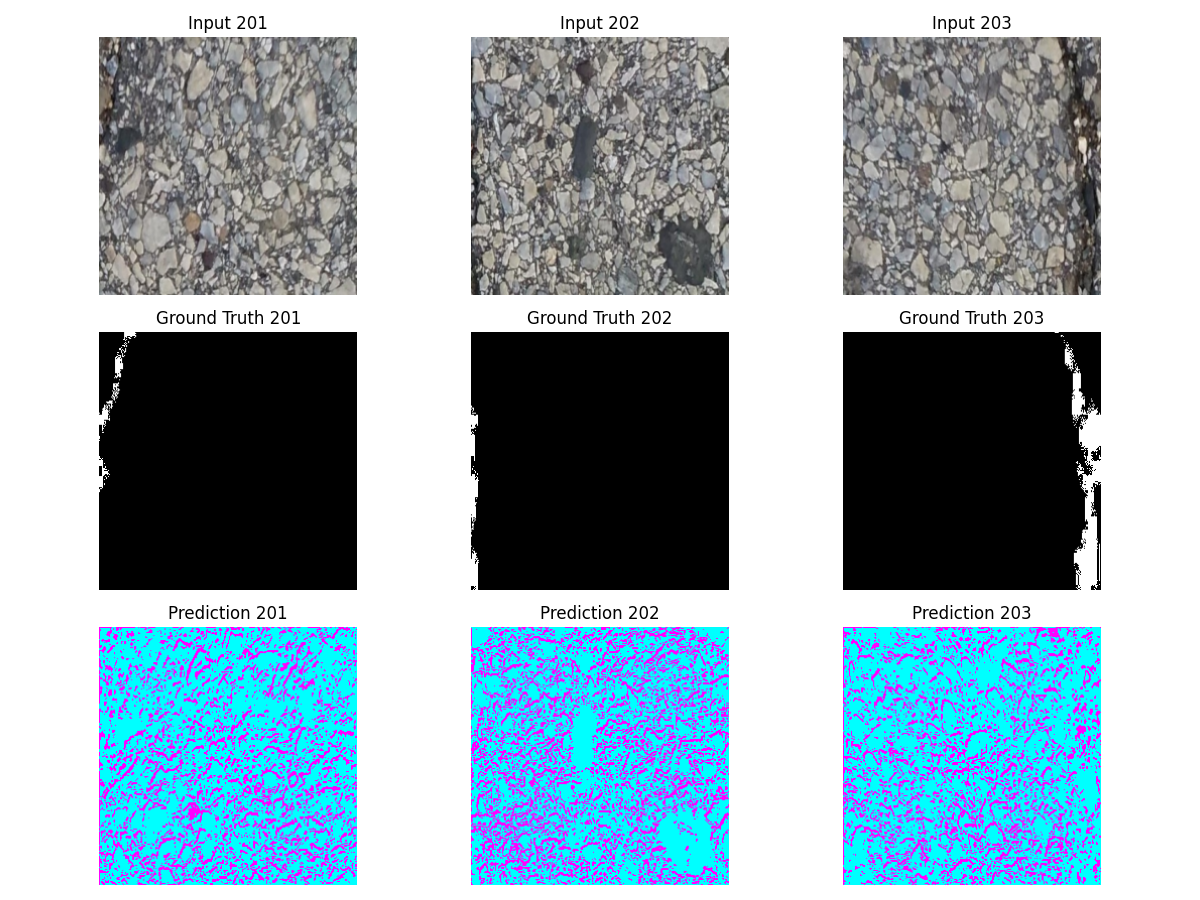 Input 201
Input 202
Input 203
Ground Truth 201
Ground Truth 202
Ground Truth 203
Prediction 201
Prediction 202
Prediction 203